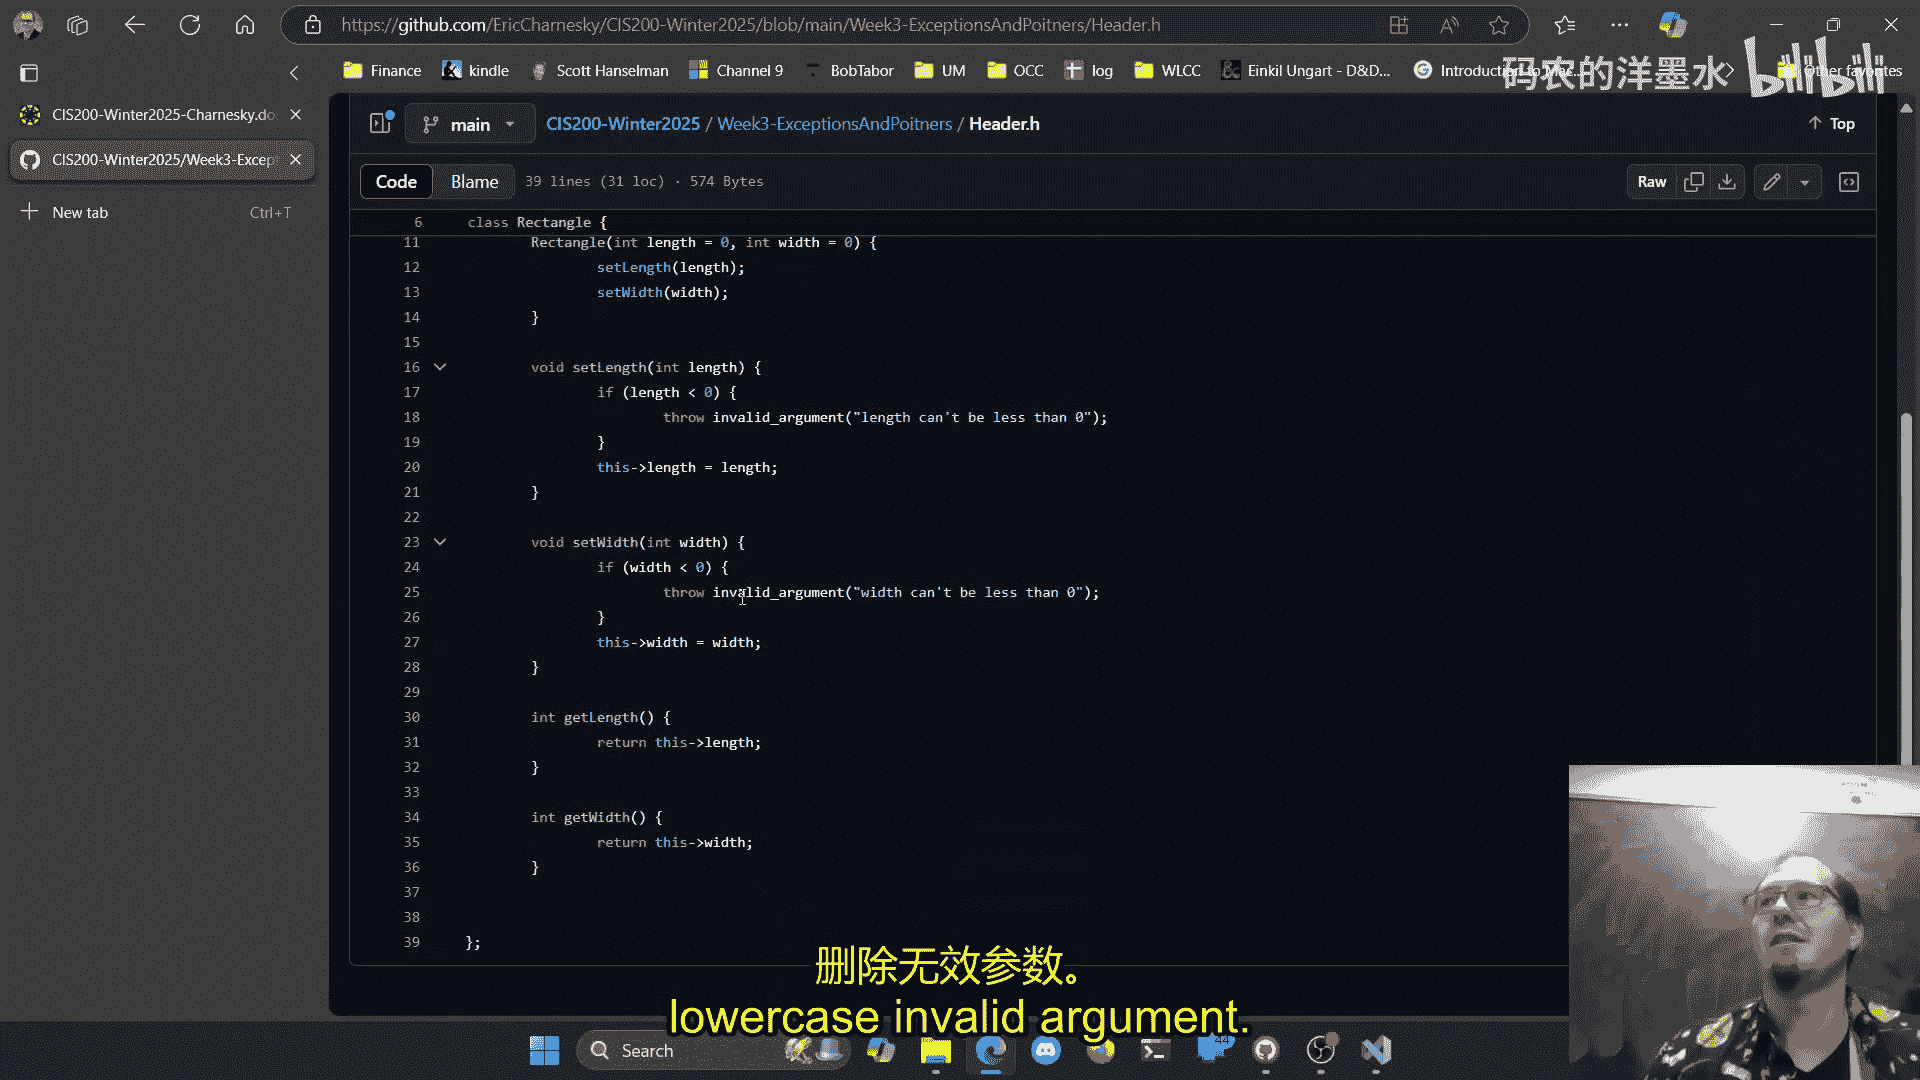 https://github.com/EricCharnesky/CIS200-Winter2025/blob/main/Week3-ExceptionsAndPoitners/Header.h
Finance kindle Scott Hanselman Channel 9 BobTabor UM OCC log WLCC Einkil Ungart - D&D... Other favorites
码农的洋墨水 bilibili
CIS200-Winter2025-Charnesky.do
CIS200-Winter2025/Week3-Excep
New tab Ctrl+T
main CIS200-Winter2025 / Week3-ExceptionsAndPoitners / Header.h Top
Code Blame 39 lines (31 loc) · 574 Bytes Raw
6 class Rectangle {
11 Rectangle(int length = 0, int width = 0) {
12 setLength(length);
13 setWidth(width);
14 }
15
16 void setLength(int length) {
17 if (length < 0) {
18 throw invalid_argument("length can't be less than 0");
19 }
20 this->length = length;
21 }
22
23 void setWidth(int width) {
24 if (width < 0) {
25 throw invalid_argument("width can't be less than 0");
26 }
27 this->width = width;
28 }
29
30 int getLength() {
31 return this->length;
32 }
33
34 int getWidth() {
35 return this->width;
36 }
37
38
39 };
删除无效参数。
lowercase invalid argument.
Search
44